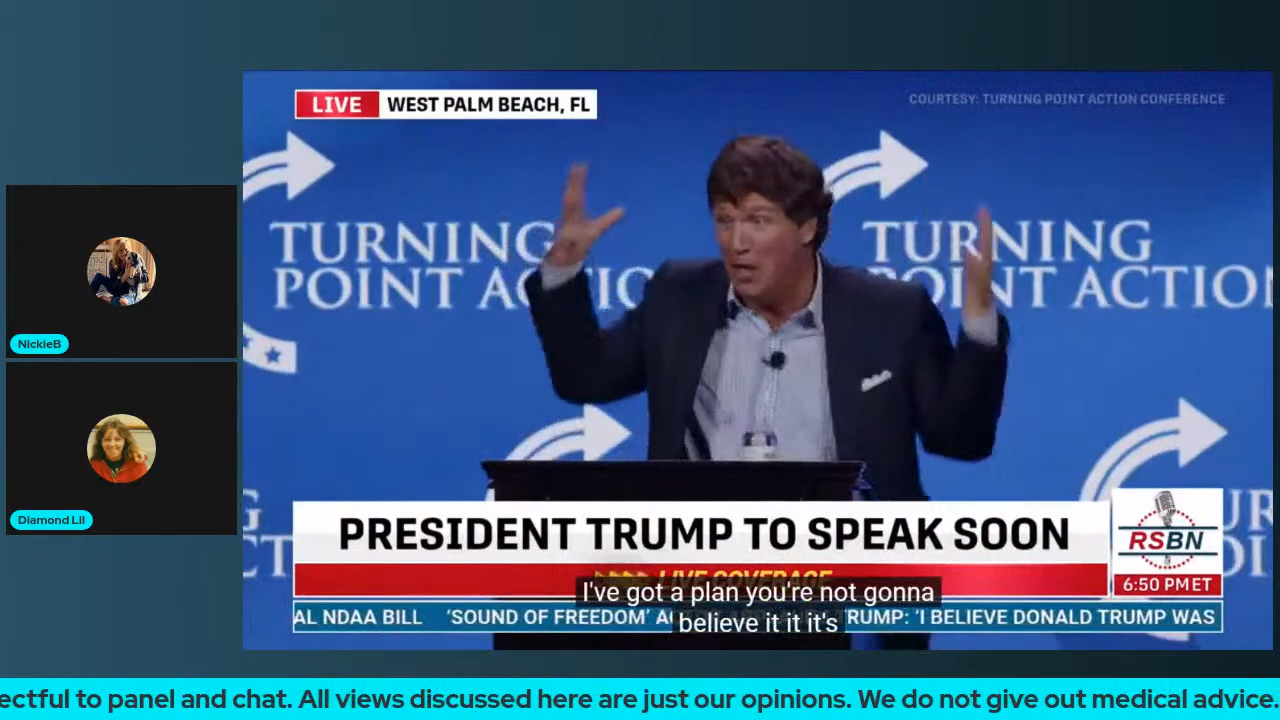 LIVE WEST PALM BEACH, FL
COURTESY: TURNING POINT ACTION CONFERENCE
TURNING
POINT ACTIO
TURNING
POINT ACTION
NickieB
Diamond Lil
PRESIDENT TRUMP TO SPEAK SOON
RSBN
LIVE COVERAGE
6:50 PM ET
I've got a plan you're not gonna
believe it it it's
AL NDAA BILL 'SOUND OF FREEDOM' RUMP: 'I BELIEVE DONALD TRUMP WAS
ectful to panel and chat. All views discussed here are just our opinions. We do not give out medical advice.